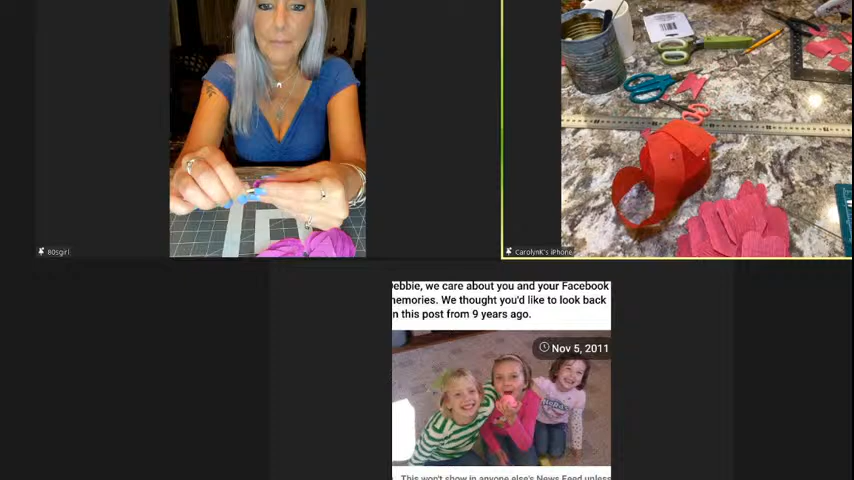 80sgirl
CarolynK's iPhone
ebbie, we care about you and your Facebook
nemories. We thought you'd like to look back
n this post from 9 years ago.
Nov 5, 2011
This won't show in anyone else's News Feed unless